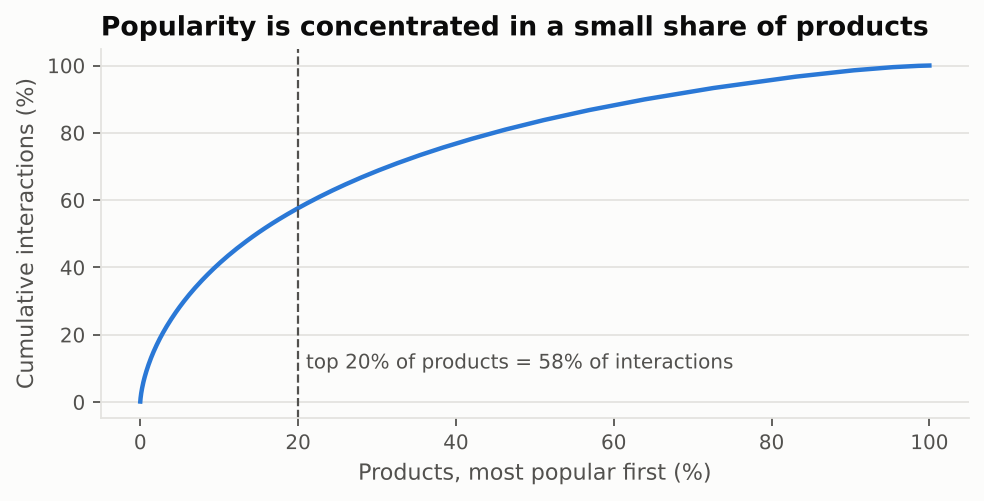 Popularity is concentrated in a small share of products
Cumulative interactions (%)
100
80
60
40
20
0
top 20% of products = 58% of interactions
0 20 40 60 80 100
Products, most popular first (%)